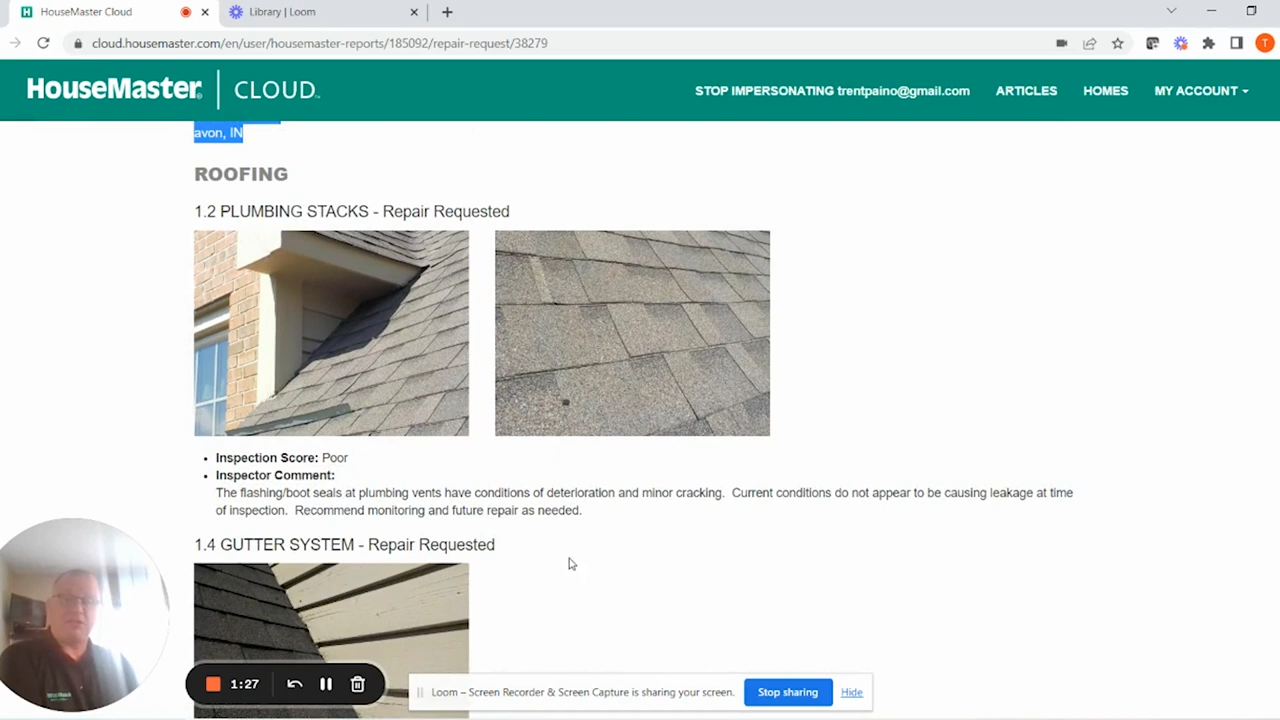 HouseMaster Cloud
Library | Loom
cloud.housemaster.com/en/user/housemaster-reports/185092/repair-request/38279
T
HouseMaster® CLOUD™
STOP IMPERSONATING trentpaino@gmail.com
ARTICLES
HOMES
MY ACCOUNT
avon, IN
ROOFING
1.2 PLUMBING STACKS - Repair Requested
Inspection Score: Poor
Inspector Comment:
The flashing/boot seals at plumbing vents have conditions of deterioration and minor cracking. Current conditions do not appear to be causing leakage at time
of inspection. Recommend monitoring and future repair as needed.
1.4 GUTTER SYSTEM - Repair Requested
1:27
Loom – Screen Recorder & Screen Capture is sharing your screen.
Stop sharing
Hide